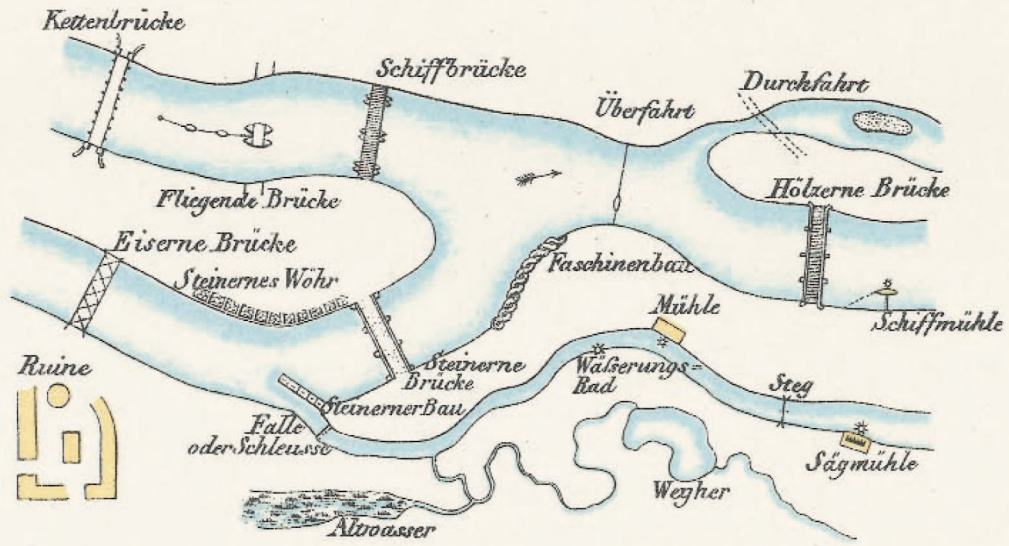 Kettenbrücke
Schiffbrücke
Durchfahrt
Überfahrt
Fliegende Brücke
Hölzerne Brücke
Eiserne Brücke
Steinernes Wöhr
Faschinenbau
Mühle
Schiffmühle
Ruine
Steinerne
Brücke
Wäſserungs=
Rad
Steg
Steinerner Bau
Falle
oder Schleusse
Sägmühle
Weyher
Altwasser